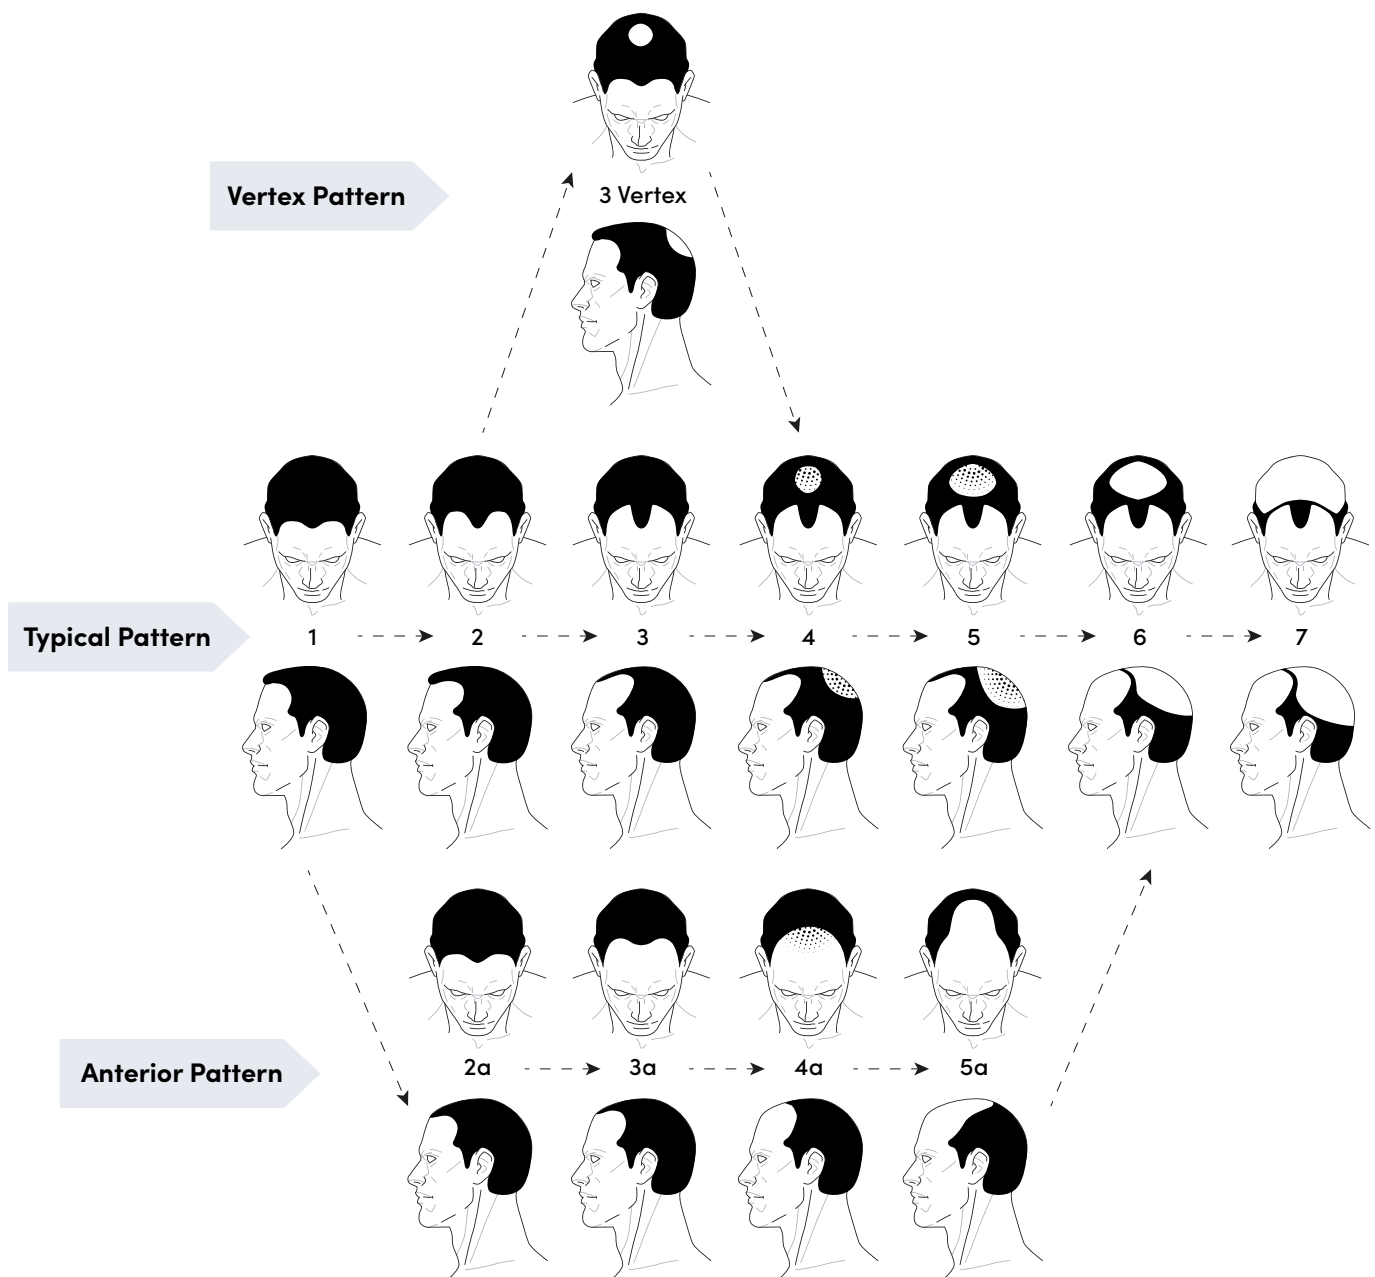 Vertex Pattern
3 Vertex
Typical Pattern
1
2
3
4
5
6
7
Anterior Pattern
2a
3a
4a
5a